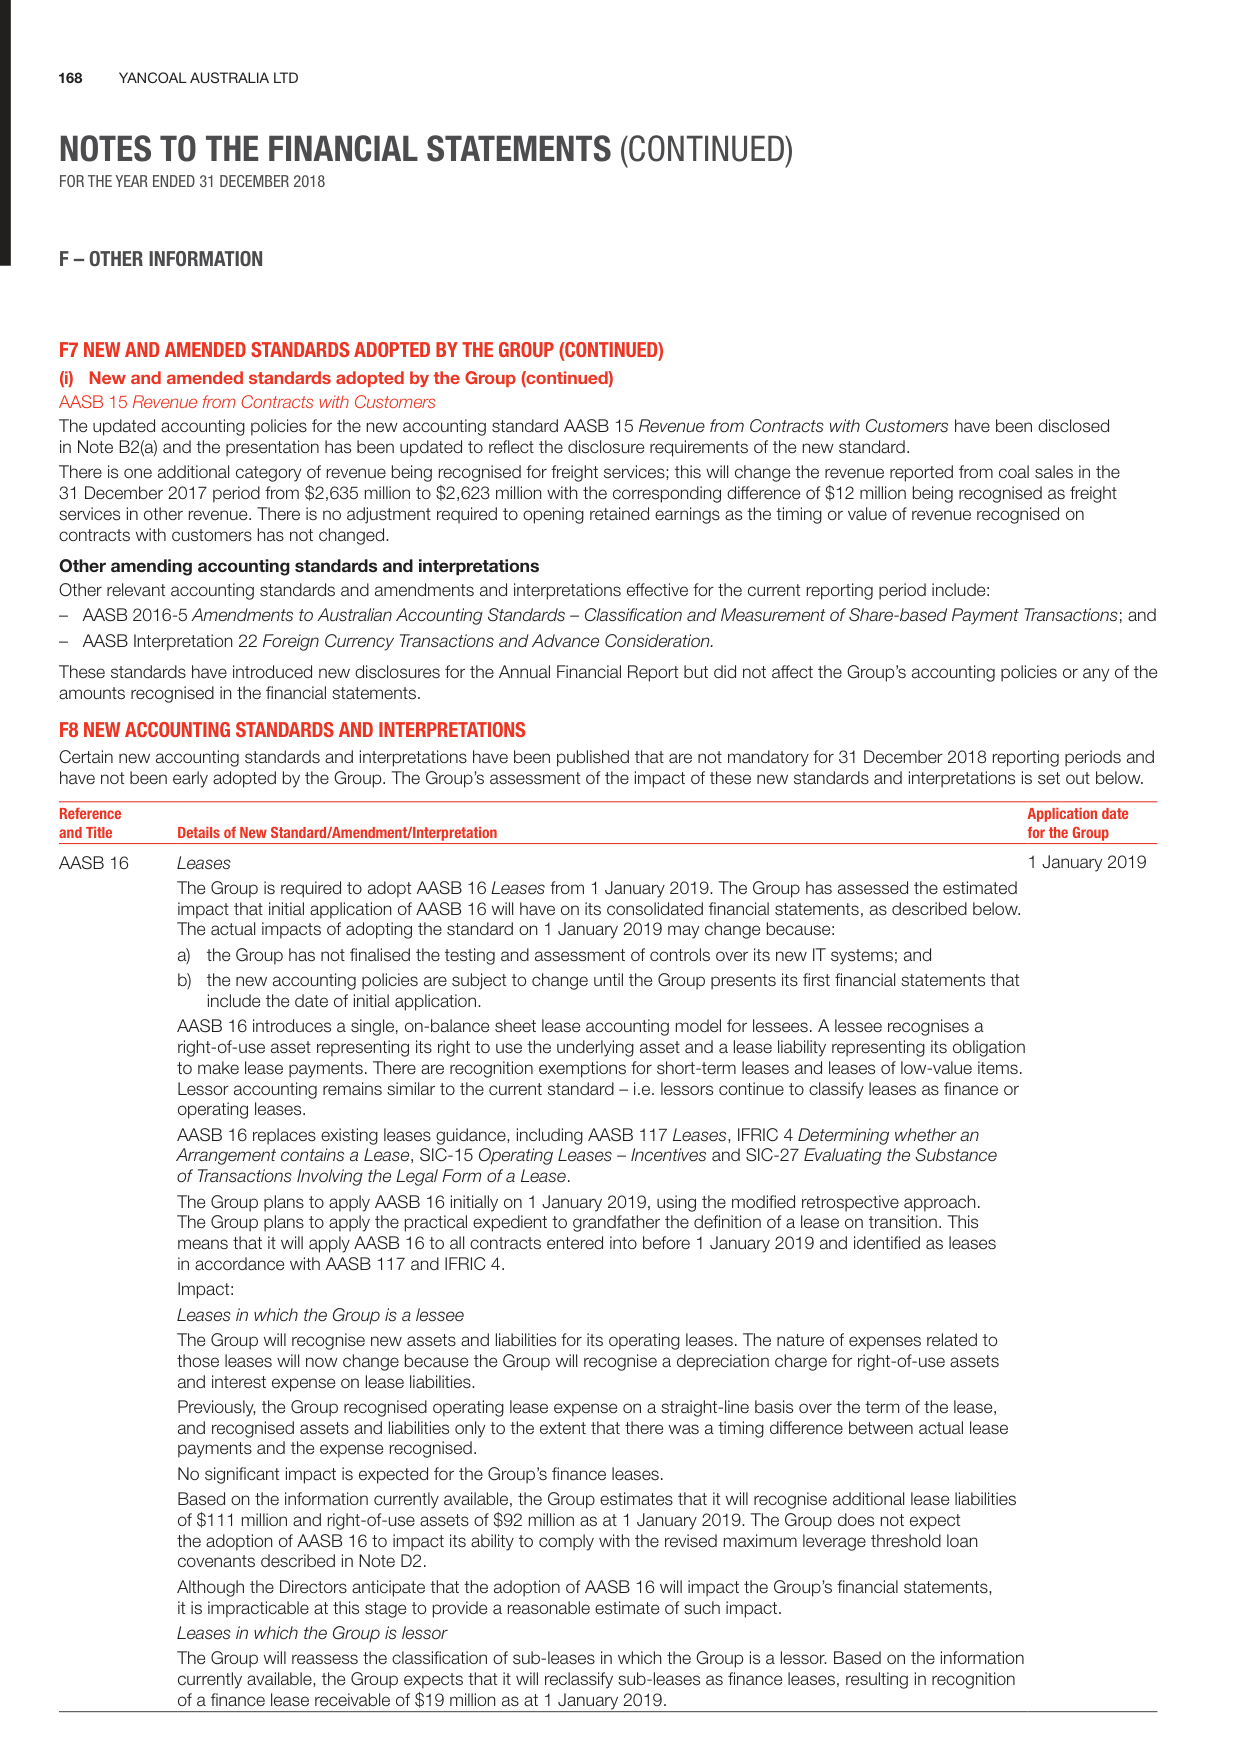 168 YANCOAL AUSTRALIA LTD
NOTES TO THE FINANCIAL STATEMENTS (CONTINUED)
FOR THE YEAR ENDED 31 DECEMBER 2018
F – OTHER INFORMATION
F7 NEW AND AMENDED STANDARDS ADOPTED BY THE GROUP (CONTINUED)
(i) New and amended standards adopted by the Group (continued)
AASB 15 Revenue from Contracts with Customers
The updated accounting policies for the new accounting standard AASB 15 Revenue from Contracts with Customers have been disclosed
in Note B2(a) and the presentation has been updated to reflect the disclosure requirements of the new standard.
There is one additional category of revenue being recognised for freight services; this will change the revenue reported from coal sales in the
31 December 2017 period from $2,635 million to $2,623 million with the corresponding difference of $12 million being recognised as freight
services in other revenue. There is no adjustment required to opening retained earnings as the timing or value of revenue recognised on
contracts with customers has not changed.
Other amending accounting standards and interpretations
Other relevant accounting standards and amendments and interpretations effective for the current reporting period include:
– AASB 2016-5 Amendments to Australian Accounting Standards – Classification and Measurement of Share-based Payment Transactions; and
– AASB Interpretation 22 Foreign Currency Transactions and Advance Consideration.
These standards have introduced new disclosures for the Annual Financial Report but did not affect the Group's accounting policies or any of the
amounts recognised in the financial statements.
F8 NEW ACCOUNTING STANDARDS AND INTERPRETATIONS
Certain new accounting standards and interpretations have been published that are not mandatory for 31 December 2018 reporting periods and
have not been early adopted by the Group. The Group's assessment of the impact of these new standards and interpretations is set out below.
Reference
and Title
Details of New Standard/Amendment/Interpretation
Application date
for the Group
AASB 16 Leases 1 January 2019
The Group is required to adopt AASB 16 Leases from 1 January 2019. The Group has assessed the estimated
impact that initial application of AASB 16 will have on its consolidated financial statements, as described below.
The actual impacts of adopting the standard on 1 January 2019 may change because:
a) the Group has not finalised the testing and assessment of controls over its new IT systems; and
b) the new accounting policies are subject to change until the Group presents its first financial statements that
include the date of initial application.
AASB 16 introduces a single, on-balance sheet lease accounting model for lessees. A lessee recognises a
right-of-use asset representing its right to use the underlying asset and a lease liability representing its obligation
to make lease payments. There are recognition exemptions for short-term leases and leases of low-value items.
Lessor accounting remains similar to the current standard – i.e. lessors continue to classify leases as finance or
operating leases.
AASB 16 replaces existing leases guidance, including AASB 117 Leases, IFRIC 4 Determining whether an
Arrangement contains a Lease, SIC-15 Operating Leases – Incentives and SIC-27 Evaluating the Substance
of Transactions Involving the Legal Form of a Lease.
The Group plans to apply AASB 16 initially on 1 January 2019, using the modified retrospective approach.
The Group plans to apply the practical expedient to grandfather the definition of a lease on transition. This
means that it will apply AASB 16 to all contracts entered into before 1 January 2019 and identified as leases
in accordance with AASB 117 and IFRIC 4.
Impact:
Leases in which the Group is a lessee
The Group will recognise new assets and liabilities for its operating leases. The nature of expenses related to
those leases will now change because the Group will recognise a depreciation charge for right-of-use assets
and interest expense on lease liabilities.
Previously, the Group recognised operating lease expense on a straight-line basis over the term of the lease,
and recognised assets and liabilities only to the extent that there was a timing difference between actual lease
payments and the expense recognised.
No significant impact is expected for the Group's finance leases.
Based on the information currently available, the Group estimates that it will recognise additional lease liabilities
of $111 million and right-of-use assets of $92 million as at 1 January 2019. The Group does not expect
the adoption of AASB 16 to impact its ability to comply with the revised maximum leverage threshold loan
covenants described in Note D2.
Although the Directors anticipate that the adoption of AASB 16 will impact the Group's financial statements,
it is impracticable at this stage to provide a reasonable estimate of such impact.
Leases in which the Group is lessor
The Group will reassess the classification of sub-leases in which the Group is a lessor. Based on the information
currently available, the Group expects that it will reclassify sub-leases as finance leases, resulting in recognition
of a finance lease receivable of $19 million as at 1 January 2019.